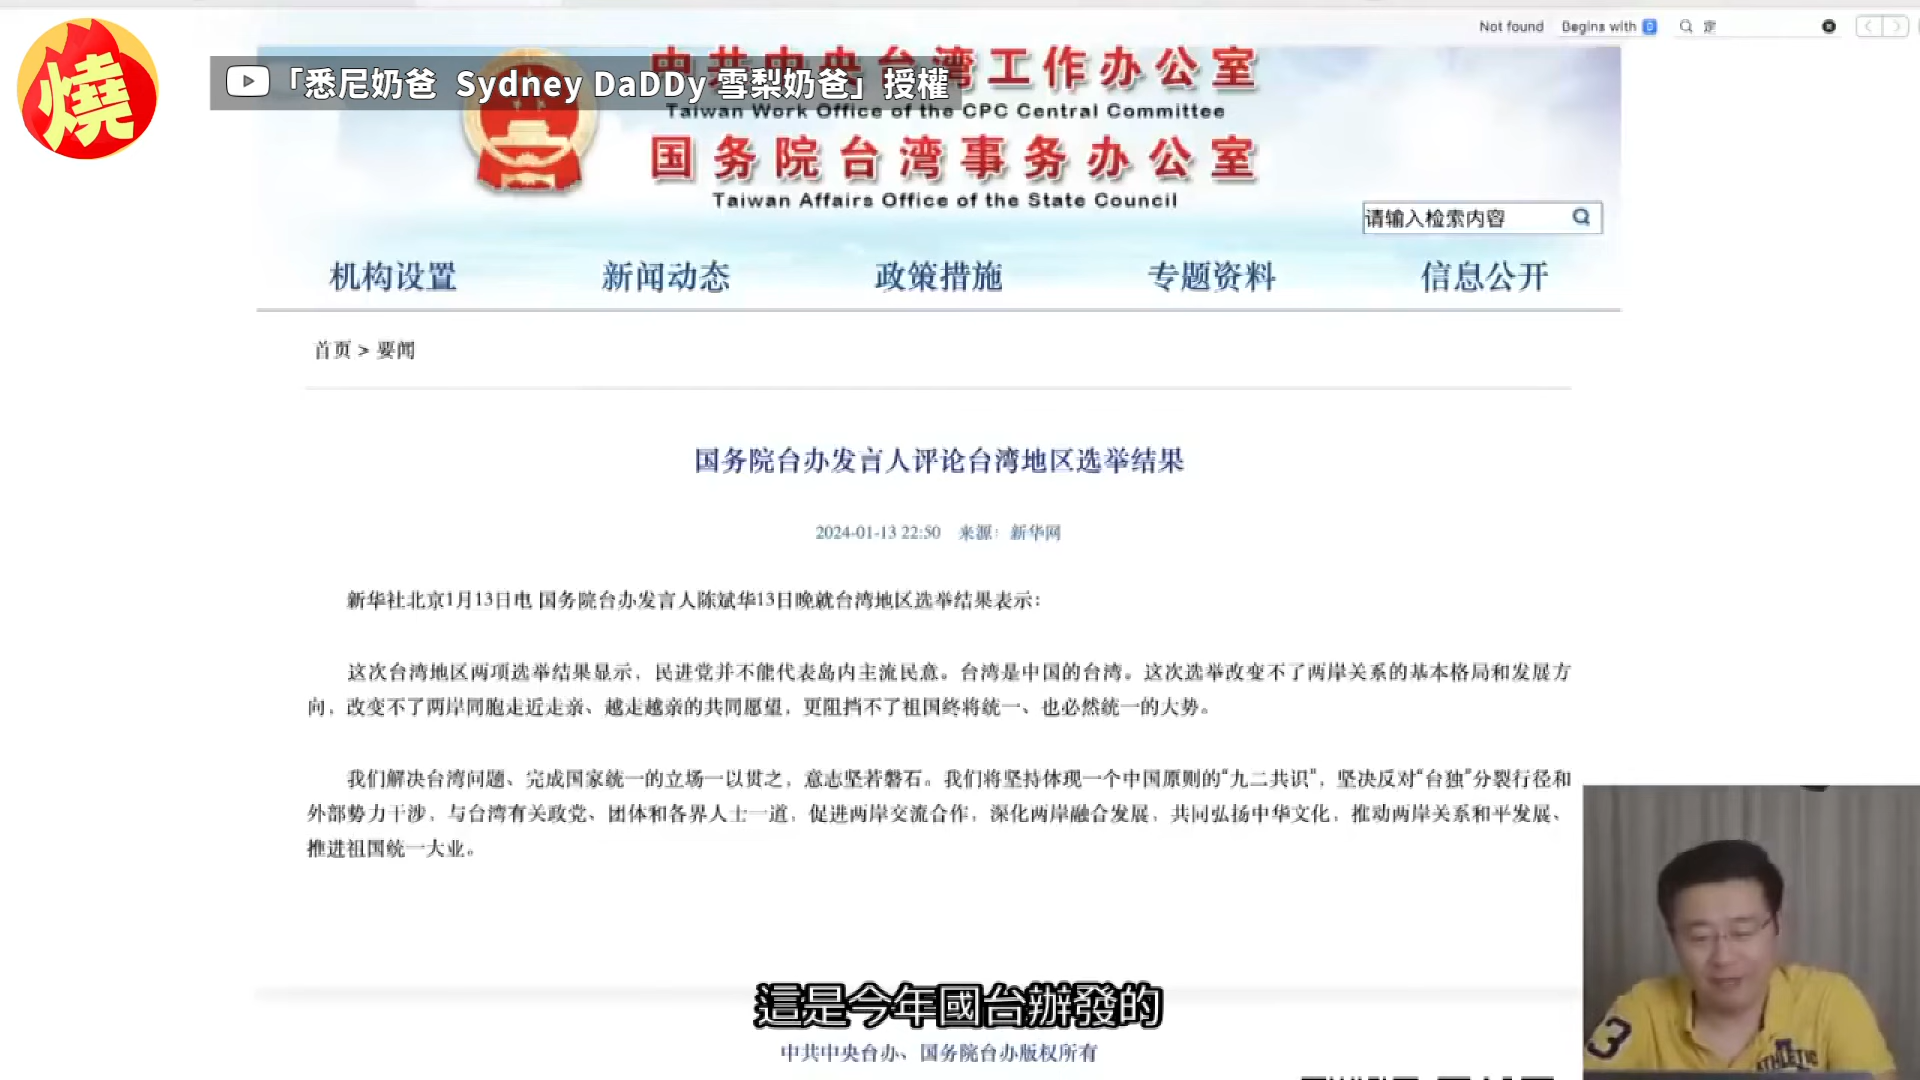 Not found Begins with 定
燒
「悉尼奶爸 Sydney DaDDy 雪梨奶爸」授權
中共中央台湾工作办公室
Taiwan Work Office of the CPC Central Committee
国务院台湾事务办公室
Taiwan Affairs Office of the State Council
请输入检索内容
机构设置 新闻动态 政策措施 专题资料 信息公开
首页 > 要闻
国务院台办发言人评论台湾地区选举结果
2024-01-13 22:50 来源：新华网
新华社北京1月13日电 国务院台办发言人陈斌华13日晚就台湾地区选举结果表示：
这次台湾地区两项选举结果显示，民进党并不能代表岛内主流民意。台湾是中国的台湾。这次选举改变不了两岸关系的基本格局和发展方
向，改变不了两岸同胞走近走亲、越走越亲的共同愿望，更阻挡不了祖国终将统一、也必然统一的大势。
我们解决台湾问题、完成国家统一的立场一以贯之，意志坚若磐石。我们将坚持体现一个中国原则的“九二共识”，坚决反对“台独”分裂行径和
外部势力干涉，与台湾有关政党、团体和各界人士一道，促进两岸交流合作，深化两岸融合发展，共同弘扬中华文化，推动两岸关系和平发展、
推进祖国统一大业。
這是今年國台辦發的
中共中央台办、国务院台办版权所有
3
ATHLETIC